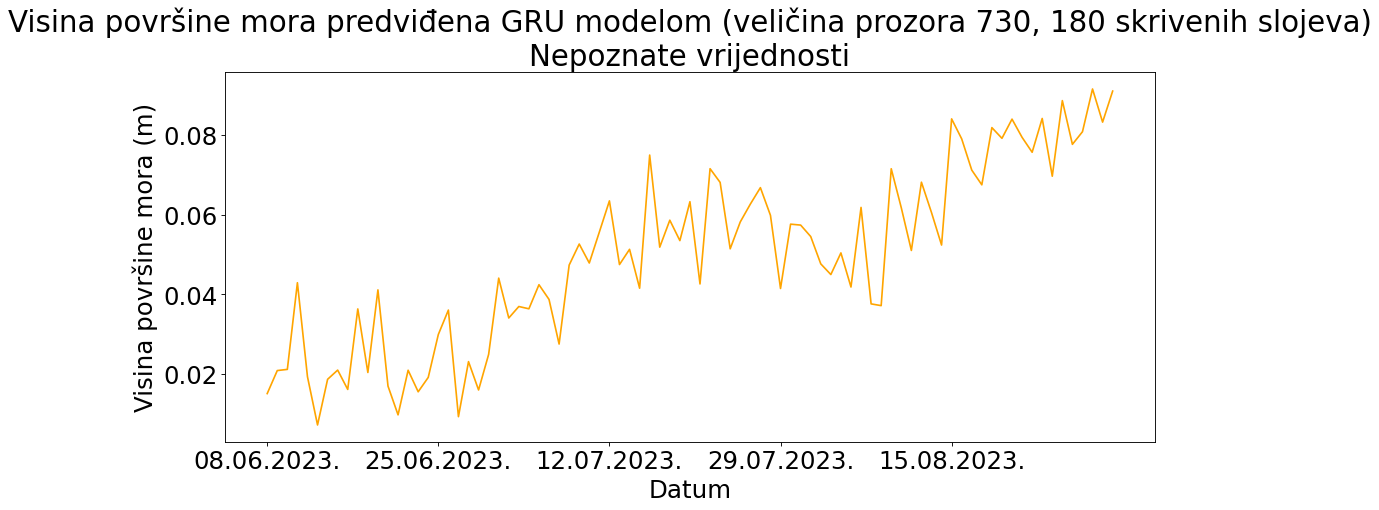 Visina površine mora predviđena GRU modelom (veličina prozora 730, 180 skrivenih slojeva)
Nepoznate vrijednosti
Visina površine mora (m)
0.08
0.06
0.04
0.02
08.06.2023. 25.06.2023. 12.07.2023. 29.07.2023. 15.08.2023.
Datum